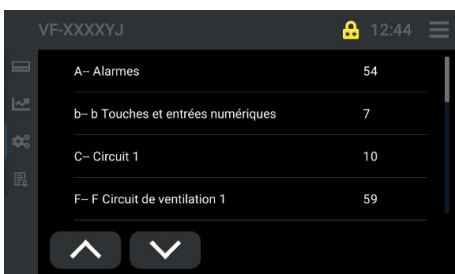 VF-XXXXYJ 12:44
A-- Alarmes 54
b-- b Touches et entrées numériques 7
C-- Circuit 1 10
F-- F Circuit de ventilation 1 59